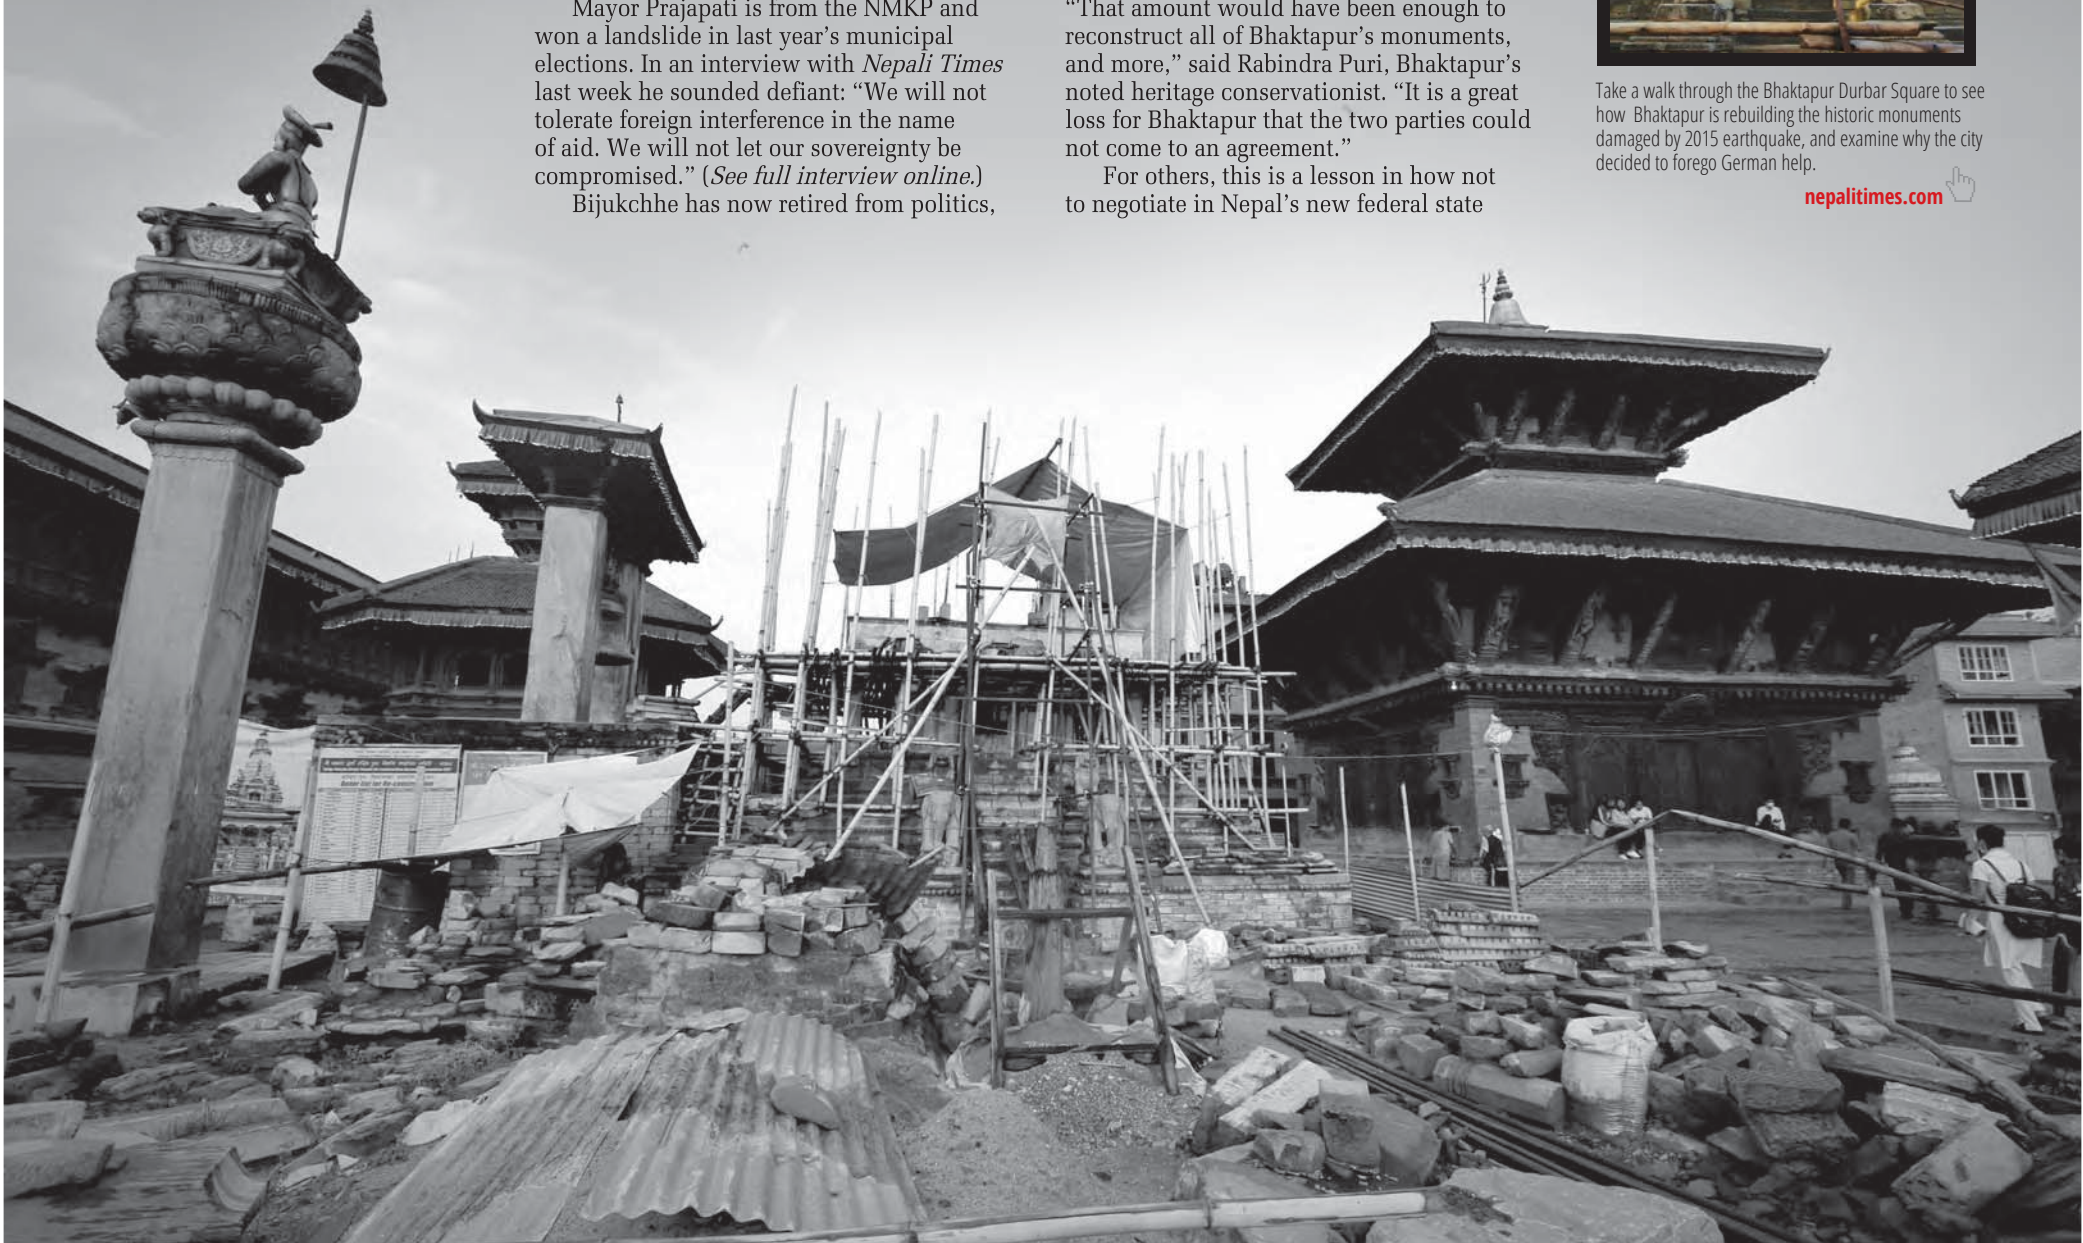 Mayor Prajapati is from the NMKP and
won a landslide in last year’s municipal
elections. In an interview with Nepali Times
last week he sounded defiant: “We will not
tolerate foreign interference in the name
of aid. We will not let our sovereignty be
compromised.” (See full interview online.)
Bijukchhe has now retired from politics,
“That amount would have been enough to
reconstruct all of Bhaktapur’s monuments,
and more,” said Rabindra Puri, Bhaktapur’s
noted heritage conservationist. “It is a great
loss for Bhaktapur that the two parties could
not come to an agreement.”
For others, this is a lesson in how not
to negotiate in Nepal’s new federal state
Take a walk through the Bhaktapur Durbar Square to see
how Bhaktapur is rebuilding the historic monuments
damaged by 2015 earthquake, and examine why the city
decided to forego German help.
nepalitimes.com